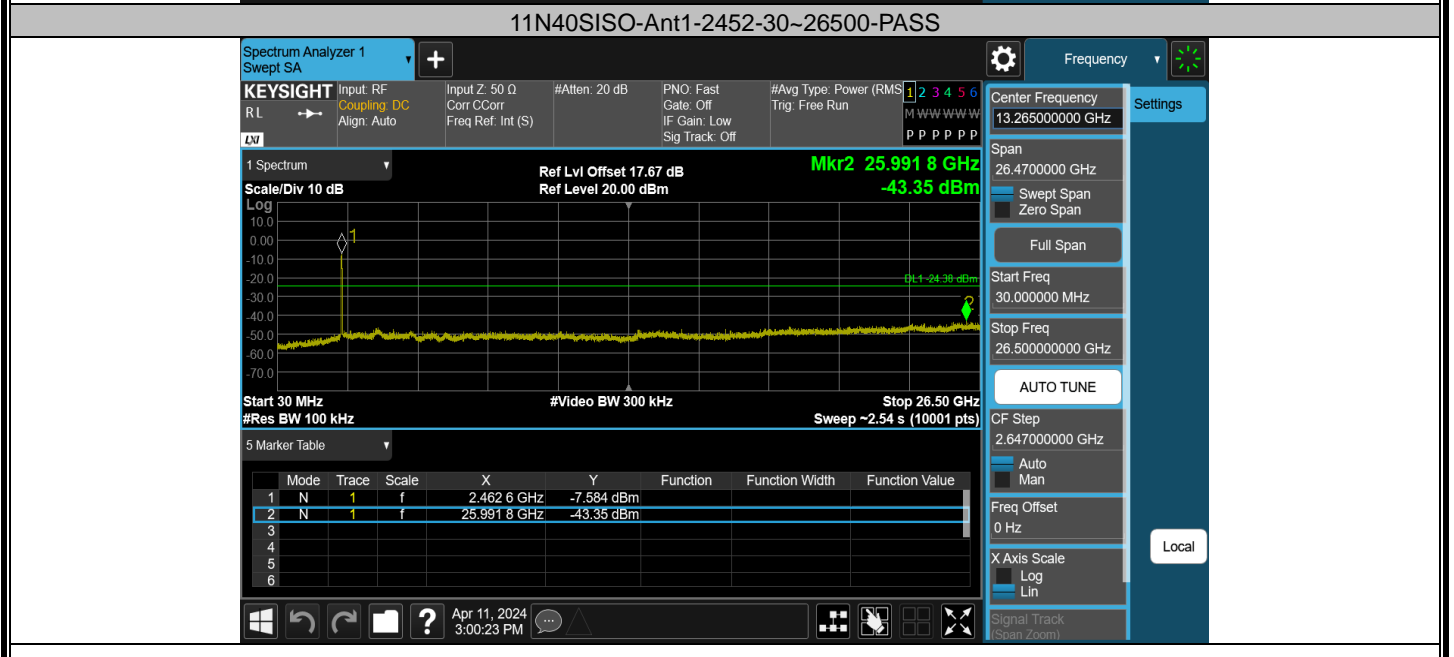 11N40SISO-Ant1-2452-30~26500-PASS
Spectrum Analyzer 1
Swept SA
+
Frequency
KEYSIGHT
R L
LXI
Input: RF
Coupling: DC
Align: Auto
Input Z: 50 Ω
Corr CCorr
Freq Ref: Int (S)
#Atten: 20 dB
PNO: Fast
Gate: Off
IF Gain: Low
Sig Track: Off
#Avg Type: Power (RMS
Trig: Free Run
1 2 3 4 5 6
M W W W W W
P P P P P P
1 Spectrum
Scale/Div 10 dB
Ref Lvl Offset 17.67 dB
Ref Level 20.00 dBm
Mkr2 25.991 8 GHz
-43.35 dBm
Log
10.0
0.00
-10.0
-20.0
-30.0
-40.0
-50.0
-60.0
-70.0
1
DL1 -24.38 dBm
2
Start 30 MHz
#Video BW 300 kHz
Stop 26.50 GHz
#Res BW 100 kHz
Sweep ~2.54 s (10001 pts)
5 Marker Table
Mode Trace Scale X Y Function Function Width Function Value
1 N 1 f 2.462 6 GHz -7.584 dBm
2 N 1 f 25.991 8 GHz -43.35 dBm
3
4
5
6
?
Apr 11, 2024
3:00:23 PM
Center Frequency
13.265000000 GHz
Settings
Span
26.4700000 GHz
Swept Span
Zero Span
Full Span
Start Freq
30.000000 MHz
Stop Freq
26.500000000 GHz
AUTO TUNE
CF Step
2.647000000 GHz
Auto
Man
Freq Offset
0 Hz
Local
X Axis Scale
Log
Lin
Signal Track
(Span Zoom)